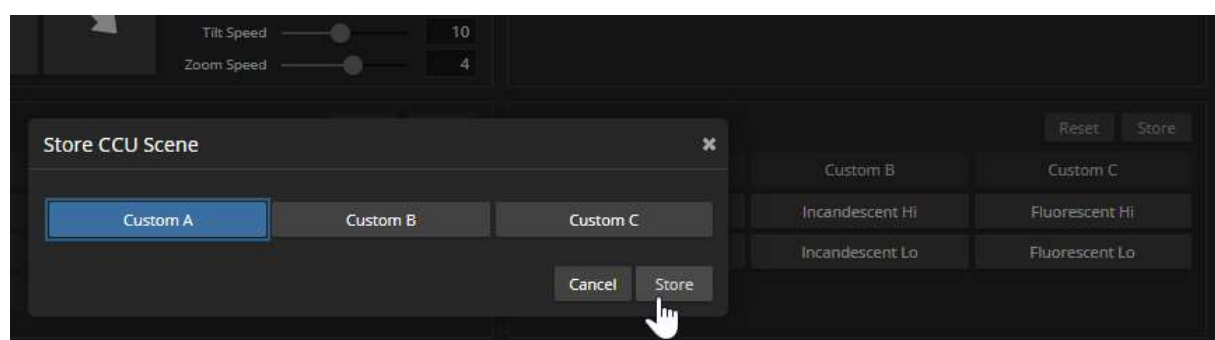 Tilt Speed 10
Zoom Speed 4
Store CCU Scene ✖
Reset Store
Custom B Custom C
Custom A Custom B Custom C
Incandescent Hi Fluorescent Hi
Incandescent Lo Fluorescent Lo
Cancel Store